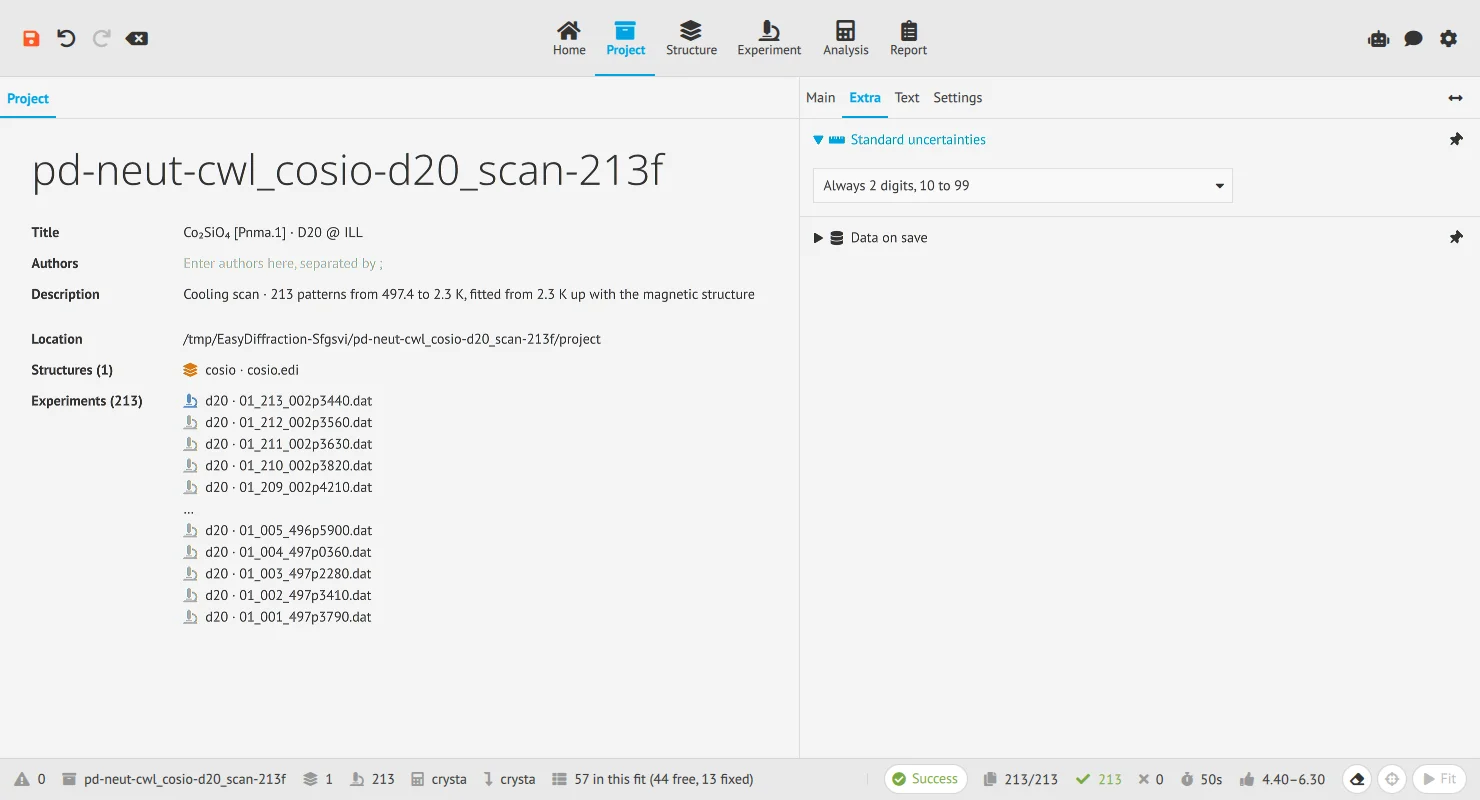 Home
Project
Structure
Experiment
Analysis
Report
Project
Main
Extra
Text
Settings
pd-neut-cwl_cosio-d20_scan-213f
Standard uncertainties
Always 2 digits, 10 to 99
Data on save
Title
Co₂SiO₄ [Pnma.1] · D20 @ ILL
Authors
Enter authors here, separated by ;
Description
Cooling scan · 213 patterns from 497.4 to 2.3 K, fitted from 2.3 K up with the magnetic structure
Location
/tmp/EasyDiffraction-Sfgsvi/pd-neut-cwl_cosio-d20_scan-213f/project
Structures (1)
cosio · cosio.edi
Experiments (213)
d20 · 01_213_002p3440.dat
d20 · 01_212_002p3560.dat
d20 · 01_211_002p3630.dat
d20 · 01_210_002p3820.dat
d20 · 01_209_002p4210.dat
...
d20 · 01_005_496p5900.dat
d20 · 01_004_497p0360.dat
d20 · 01_003_497p2280.dat
d20 · 01_002_497p3410.dat
d20 · 01_001_497p3790.dat
0
pd-neut-cwl_cosio-d20_scan-213f
1
213
crysta
crysta
57 in this fit (44 free, 13 fixed)
Success
213/213
213
0
50s
4.40–6.30
Fit